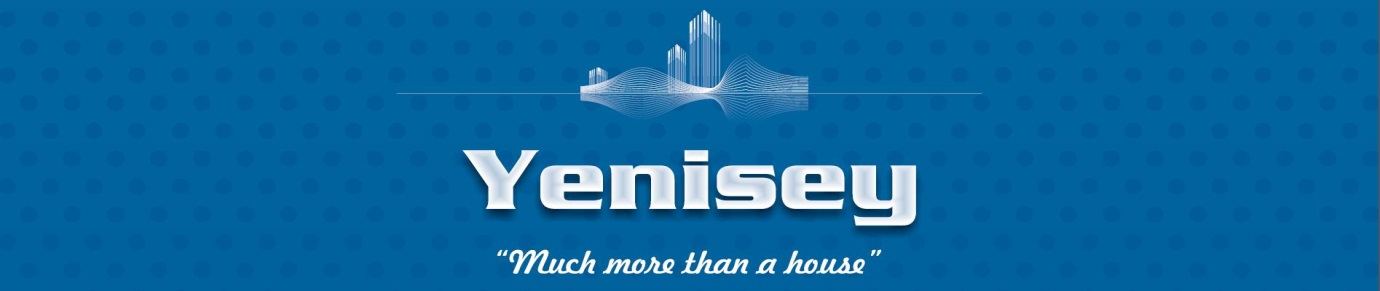 Yenisey
“Much more than a house”